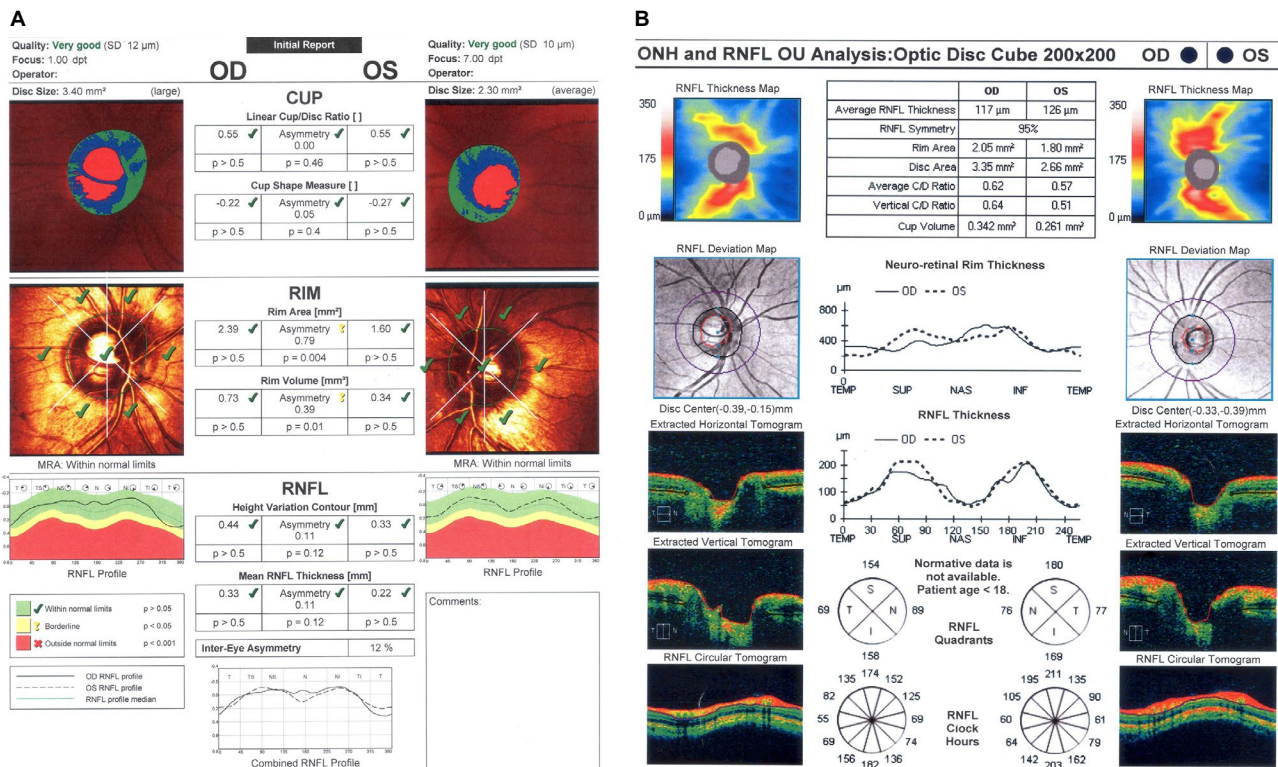 A
Quality: Very good (SD 12 µm)
Focus: 1.00 dpt
Operator:
Initial Report
Quality: Very good (SD 10 µm)
Focus: 7.00 dpt
Operator:
OD OS
Disc Size: 3.40 mm² (large)
Disc Size: 2.30 mm² (average)
CUP
Linear Cup/Disc Ratio [ ]
0.55 Asymmetry 0.55
0.00
p > 0.5 p = 0.46 p > 0.5
Cup Shape Measure [ ]
-0.22 Asymmetry -0.27
0.05
p > 0.5 p = 0.4 p > 0.5
RIM
Rim Area [mm²]
2.39 Asymmetry 1.60
0.79
p > 0.5 p = 0.004 p > 0.5
Rim Volume [mm³]
0.73 Asymmetry
0.39
p > 0.5 p = 0.01 p > 0.5
MRA: Within normal limits
MRA: Within normal limits
RNFL
Height Variation Contour [mm]
Asymmetry
0.11
p > 0.5 p = 0.12 p > 0.5
Mean RNFL Thickness [mm]
0.33 Asymmetry 0.22
0.11
p > 0.5 p = 0.12 p > 0.5
RNFL Profile
RNFL Profile
Inter-Eye Asymmetry 12 %
Within normal limits p > 0.05
Borderline p < 0.05
Outside normal limits p < 0.001
OD RNFL profile
OS RNFL profile
RNFL profile median
T TS NS N NI TI T
Combined RNFL Profile
Comments:
B
ONH and RNFL OU Analysis:Optic Disc Cube 200x200 OD OS
RNFL Thickness Map
350
175
0 µm
OD OS
Average RNFL Thickness 117 µm 126 µm
RNFL Symmetry 95%
Rim Area 2.05 mm² 1.80 mm²
Disc Area 3.35 mm² 2.66 mm²
Average C/D Ratio 0.62 0.57
Vertical C/D Ratio 0.64 0.51
Cup Volume 0.342 mm³ 0.261 mm³
RNFL Thickness Map
350
175
0 µm
RNFL Deviation Map
Disc Center(-0.39,-0.15)mm
Extracted Horizontal Tomogram
Extracted Vertical Tomogram
RNFL Circular Tomogram
Neuro-retinal Rim Thickness
µm OD OS
800
400
0
TEMP SUP NAS INF TEMP
RNFL Thickness
µm OD OS
200
100
0
0 30 60 90 120 150 180 210 240
TEMP SUP NAS INF TEMP
Normative data is
not available.
Patient age < 18.
154
S
69 T N 89
I
158
RNFL
Quadrants
180
S
76 N T 77
I
169
174
135 152
82 125
55 69
69 74
156 136
182
RNFL
Clock
Hours
211
195 135
105 90
60 61
64 79
142 162
203
RNFL Deviation Map
Disc Center(-0.33,-0.39)mm
Extracted Horizontal Tomogram
Extracted Vertical Tomogram
RNFL Circular Tomogram